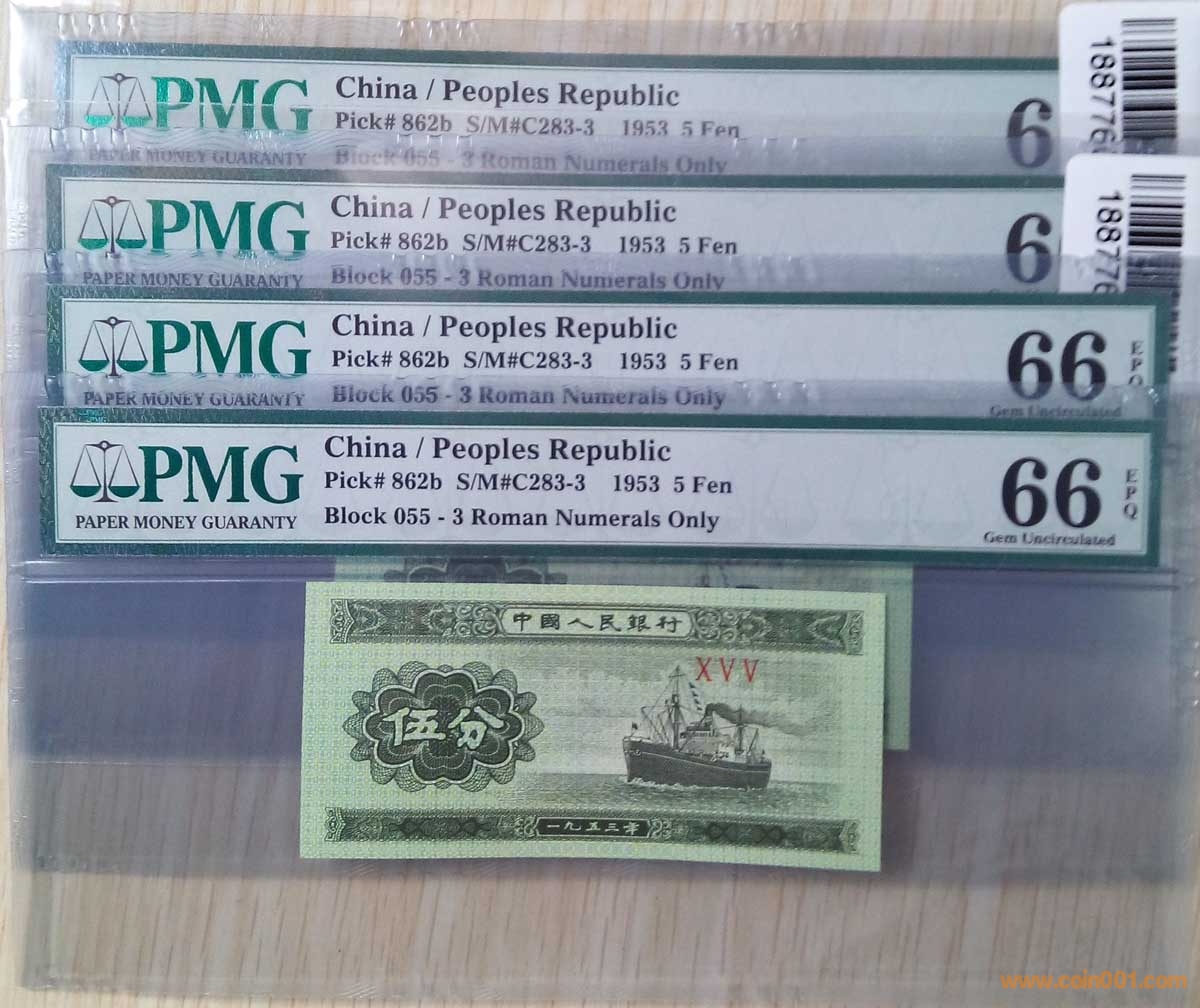 PMG
PAPER MONEY GUARANTY
China / Peoples Republic
Pick# 862b S/M#C283-3 1953 5 Fen
Block 055 - 3 Roman Numerals Only
6
188776
PMG
PAPER MONEY GUARANTY
China / Peoples Republic
Pick# 862b S/M#C283-3 1953 5 Fen
Block 055 - 3 Roman Numerals Only
6
188776
PMG
PAPER MONEY GUARANTY
China / Peoples Republic
Pick# 862b S/M#C283-3 1953 5 Fen
Block 055 - 3 Roman Numerals Only
66 EPQ
Gem Uncirculated
PMG
PAPER MONEY GUARANTY
China / Peoples Republic
Pick# 862b S/M#C283-3 1953 5 Fen
Block 055 - 3 Roman Numerals Only
66 EPQ
Gem Uncirculated
中國人民銀行
XVV
伍分
一九五三年
www.coin001.com